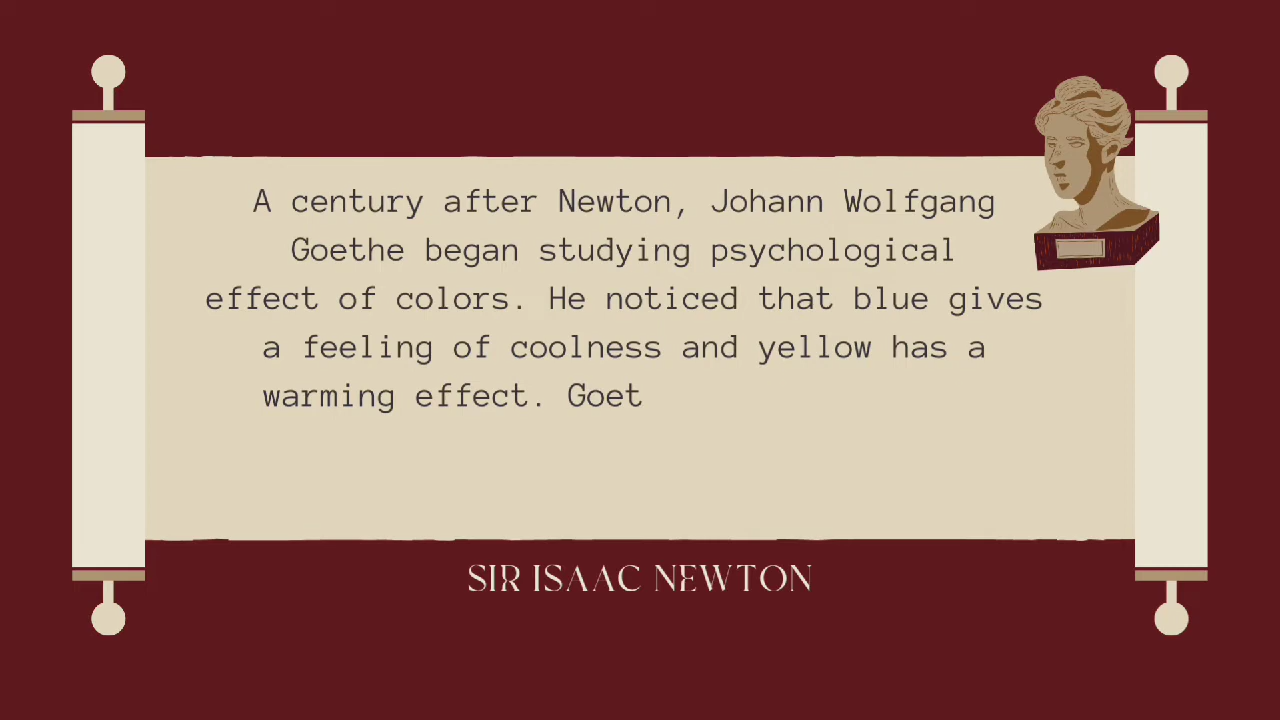 A century after Newton, Johann Wolfgang
Goethe began studying psychological
effect of colors. He noticed that blue gives
a feeling of coolness and yellow has a
warming effect. Goet
SIR ISAAC NEWTON